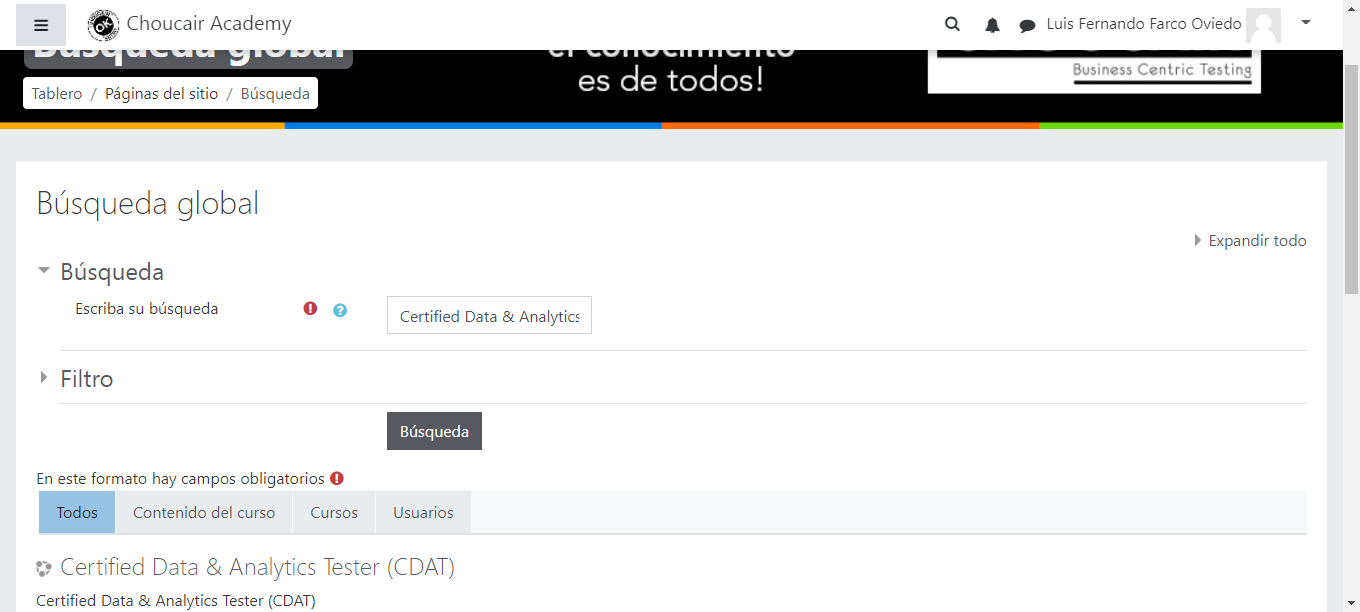 Choucair Academy
Luis Fernando Farco Oviedo
Búsqueda global
el conocimiento
es de todos!
Business Centric Testing
Tablero / Páginas del sitio / Búsqueda
Búsqueda global
Expandir todo
Búsqueda
Escriba su búsqueda
Certified Data & Analytics
Filtro
Búsqueda
En este formato hay campos obligatorios
Todos
Contenido del curso
Cursos
Usuarios
Certified Data & Analytics Tester (CDAT)
Certified Data & Analytics Tester (CDAT)